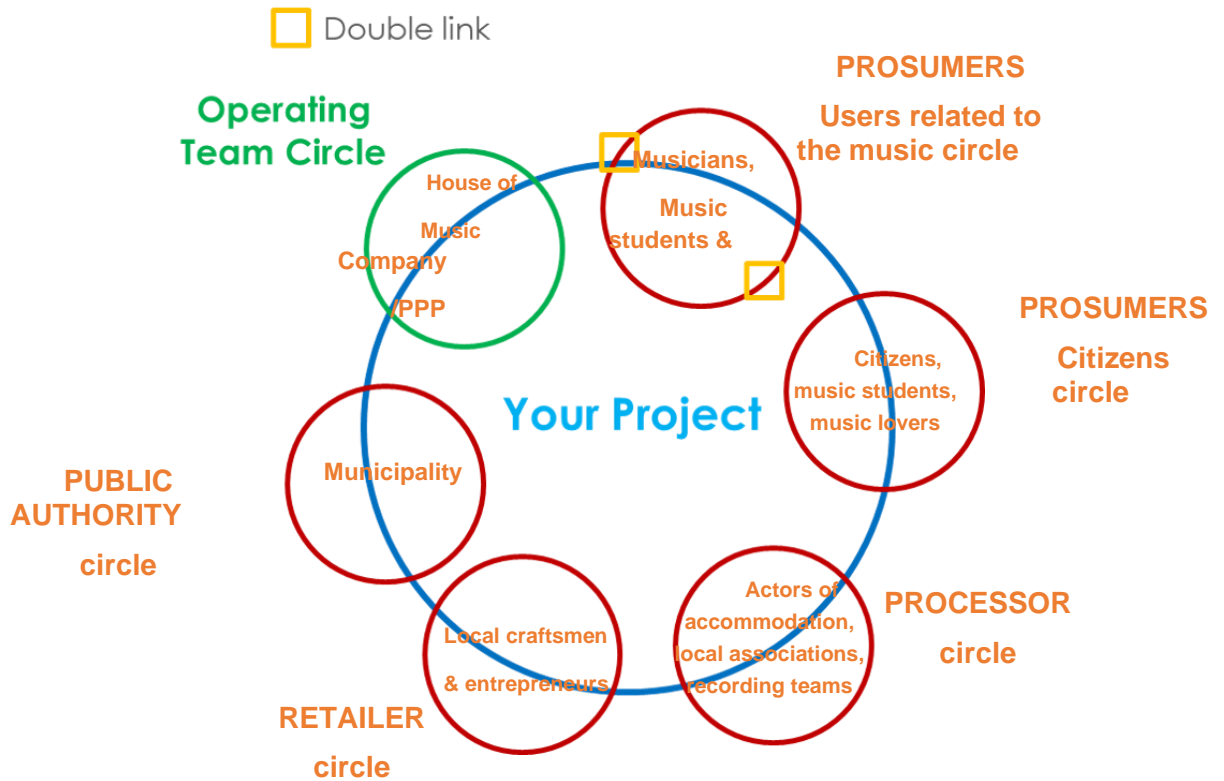 Double link
PROSUMERS
Users related to
the music circle
Operating
Team Circle
House of
Music
Company
/PPP
Musicians,
Music
students &
PROSUMERS
Citizens
circle
Citizens,
music students,
music lovers
Your Project
PUBLIC
AUTHORITY
circle
Municipality
Actors of
accommodation,
local associations,
recording teams
PROCESSOR
circle
Local craftsmen
& entrepreneurs
RETAILER
circle